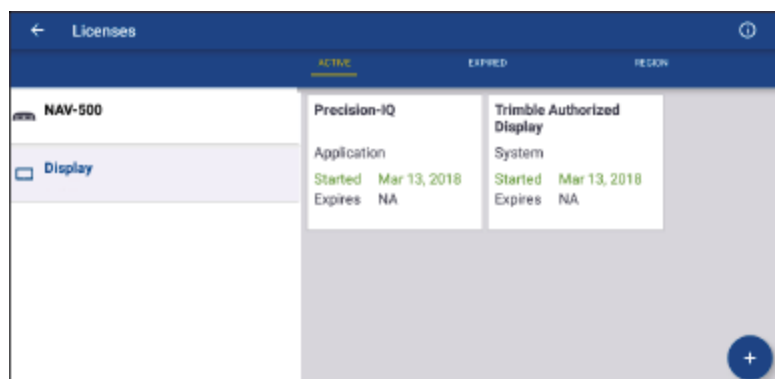 Licenses
ACTIVE EXPIRED REGION
NAV-500
Display
Precision-IQ
Application
Started Mar 13, 2018
Expires NA
Trimble Authorized
Display
System
Started Mar 13, 2018
Expires NA